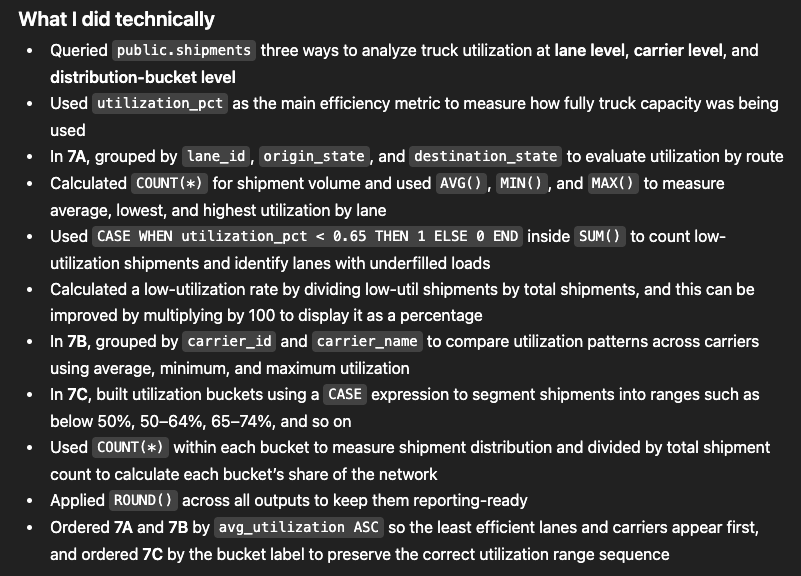 What I did technically
• Queried public.shipments three ways to analyze truck utilization at lane level, carrier level, and
distribution-bucket level
• Used utilization_pct as the main efficiency metric to measure how fully truck capacity was being
used
• In 7A, grouped by lane_id, origin_state, and destination_state to evaluate utilization by route
• Calculated COUNT(*) for shipment volume and used AVG(), MIN(), and MAX() to measure
average, lowest, and highest utilization by lane
• Used CASE WHEN utilization_pct < 0.65 THEN 1 ELSE 0 END inside SUM() to count low-
utilization shipments and identify lanes with underfilled loads
• Calculated a low-utilization rate by dividing low-util shipments by total shipments, and this can be
improved by multiplying by 100 to display it as a percentage
• In 7B, grouped by carrier_id and carrier_name to compare utilization patterns across carriers
using average, minimum, and maximum utilization
• In 7C, built utilization buckets using a CASE expression to segment shipments into ranges such as
below 50%, 50–64%, 65–74%, and so on
• Used COUNT(*) within each bucket to measure shipment distribution and divided by total shipment
count to calculate each bucket's share of the network
• Applied ROUND() across all outputs to keep them reporting-ready
• Ordered 7A and 7B by avg_utilization ASC so the least efficient lanes and carriers appear first,
and ordered 7C by the bucket label to preserve the correct utilization range sequence